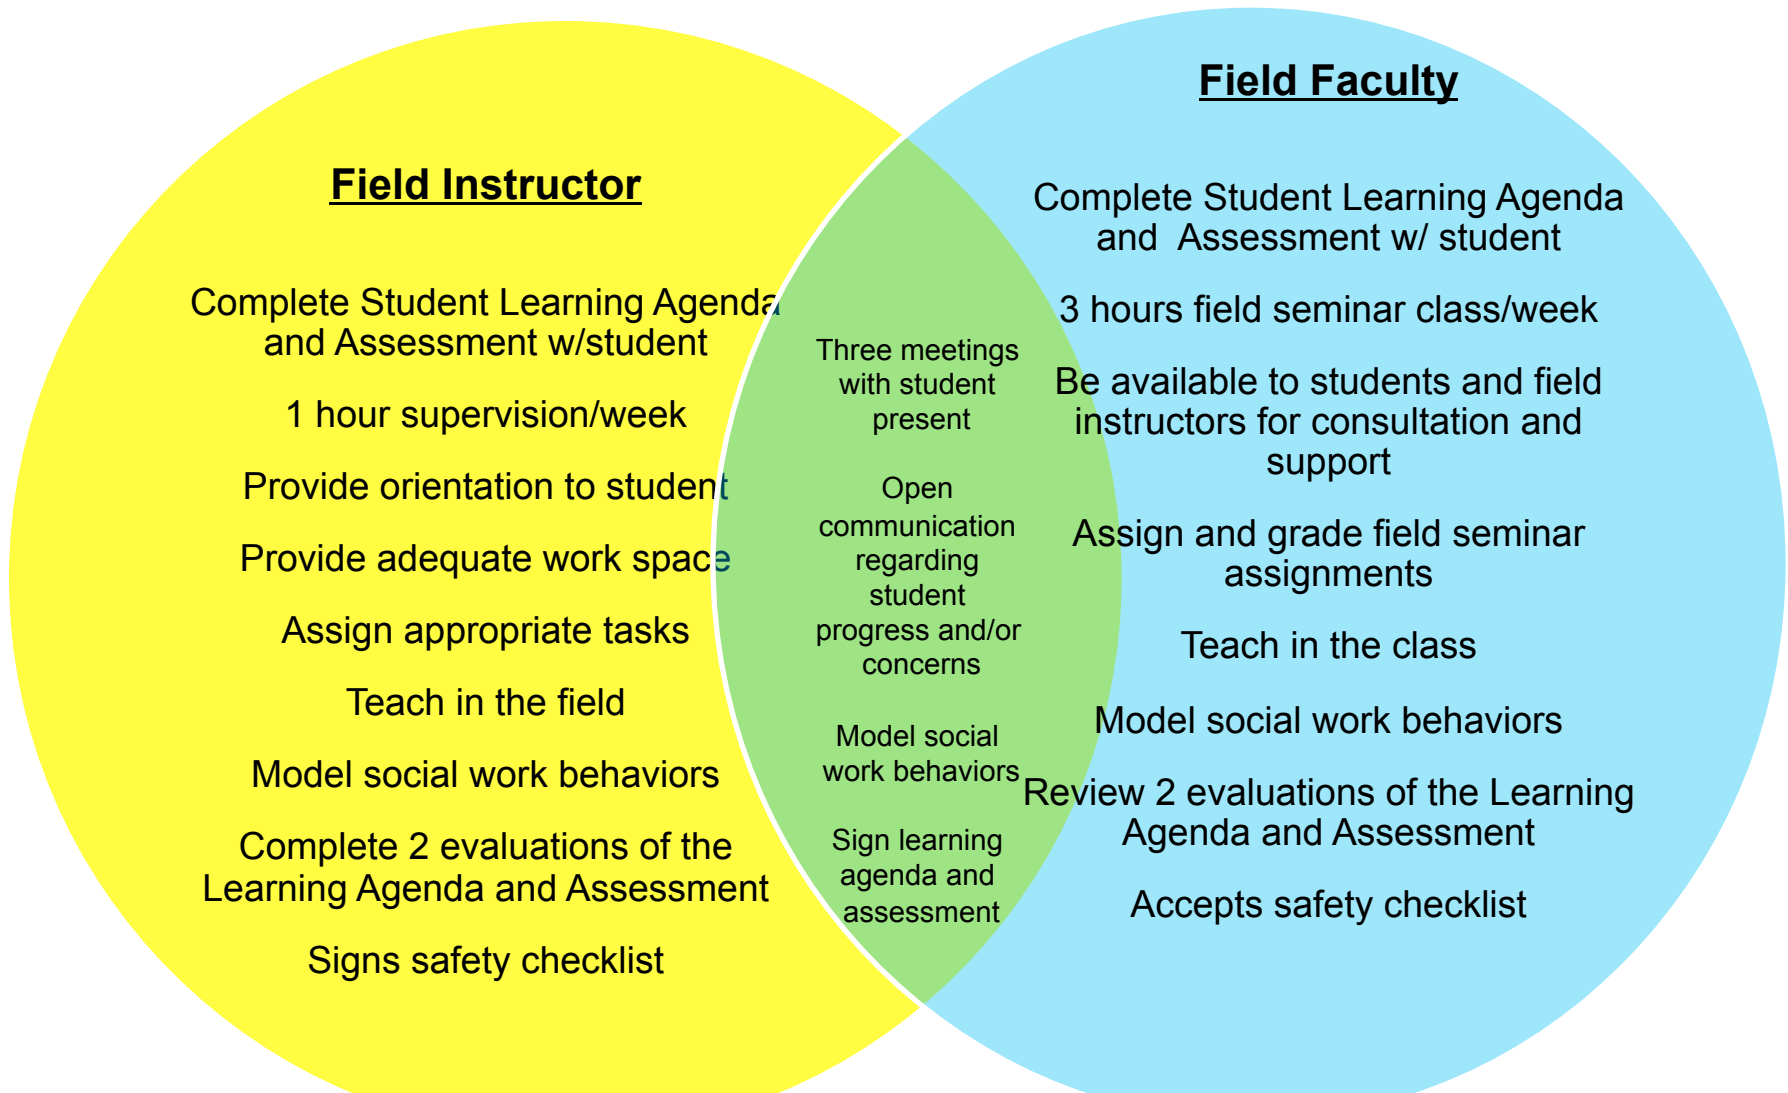 Field Instructor
Complete Student Learning Agenda
and Assessment w/student
1 hour supervision/week
Provide orientation to student
Provide adequate work space
Assign appropriate tasks
Teach in the field
Model social work behaviors
Complete 2 evaluations of the
Learning Agenda and Assessment
Signs safety checklist
Three meetings
with student
present
Open
communication
regarding
student
progress and/or
concerns
Model social
work behaviors
Sign learning
agenda and
assessment
Field Faculty
Complete Student Learning Agenda
and Assessment w/ student
3 hours field seminar class/week
Be available to students and field
instructors for consultation and
support
Assign and grade field seminar
assignments
Teach in the class
Model social work behaviors
Review 2 evaluations of the Learning
Agenda and Assessment
Accepts safety checklist